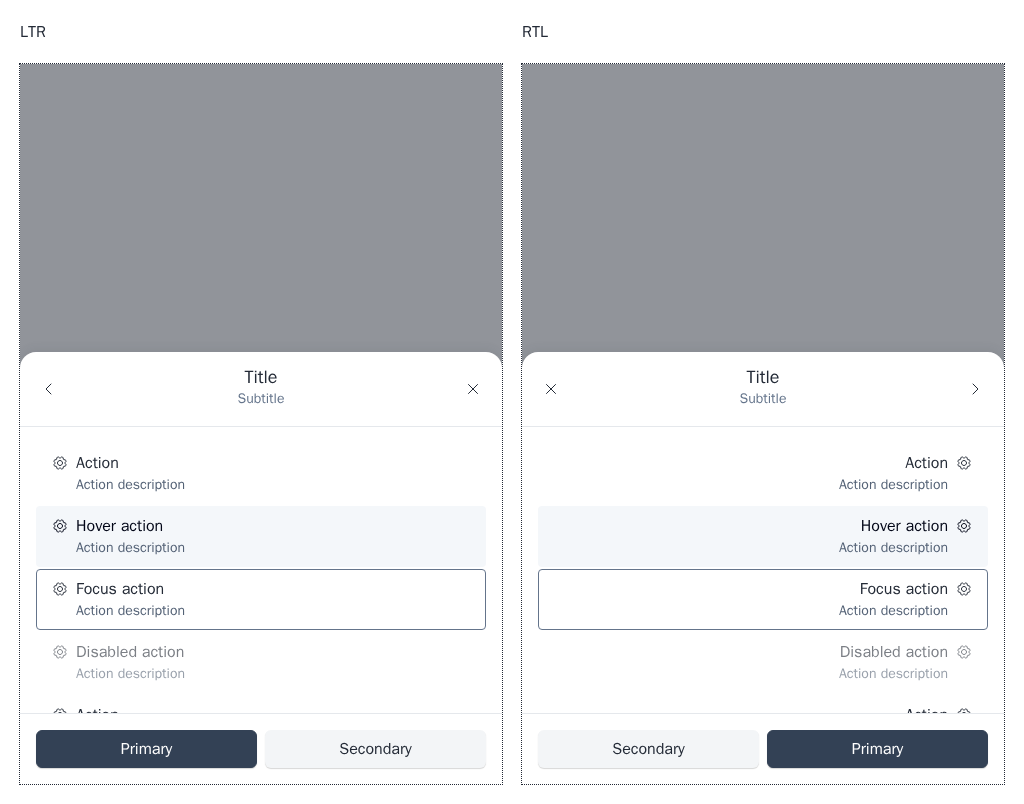 LTR
Title
Subtitle
Action
Action description
Hover action
Action description
Focus action
Action description
Disabled action
Action description
Action
Primary
Secondary
RTL
Title
Subtitle
Action
Action description
Hover action
Action description
Focus action
Action description
Disabled action
Action description
Action
Secondary
Primary